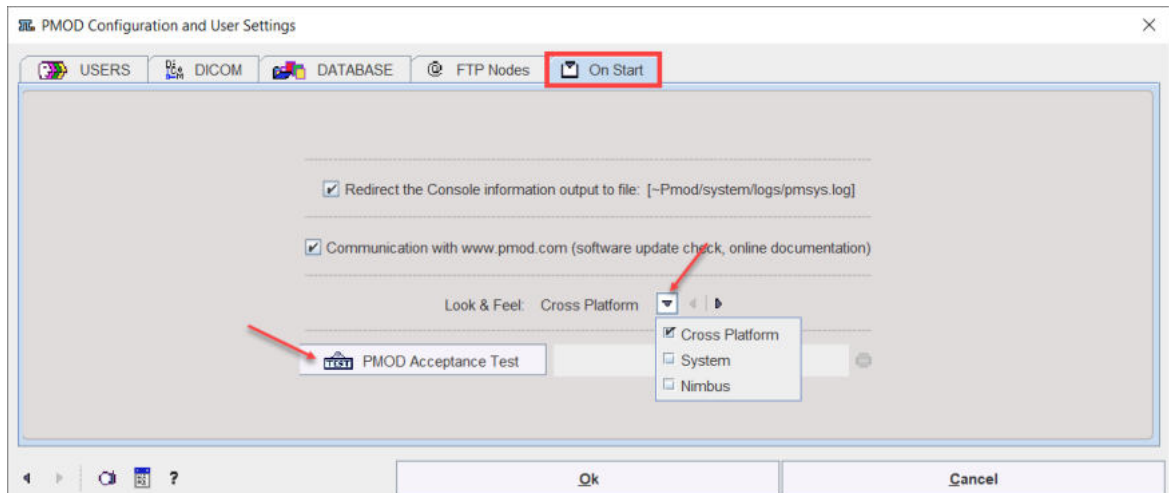 PMOD Configuration and User Settings
USERS DICOM DATABASE FTP Nodes On Start
Redirect the Console information output to file: [~Pmod/system/logs/pmsys.log]
Communication with www.pmod.com (software update check, online documentation)
Look & Feel: Cross Platform
Cross Platform
PMOD Acceptance Test
System
Nimbus
? Ok Cancel